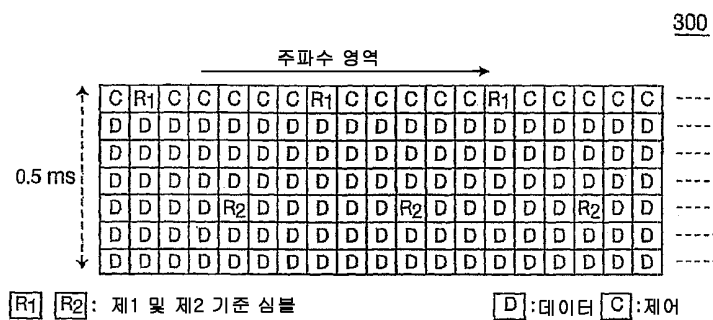 300
주파수 영역
C R1 C C C C C R1 C C C C C R1 C C C C C
D D D D D D D D D D D D D D D D D D D
D D D D D D D D D D D D D D D D D D D
0.5 ms
D D D D D D D D D D D D D D D D D D D
D D D D R2 D D D D D R2 D D D D D R2 D D
D D D D D D D D D D D D D D D D D D D
D D D D D D D D D D D D D D D D D D D
R1 R2: 제1 및 제2 기준 심볼 D:데이터 C:제어